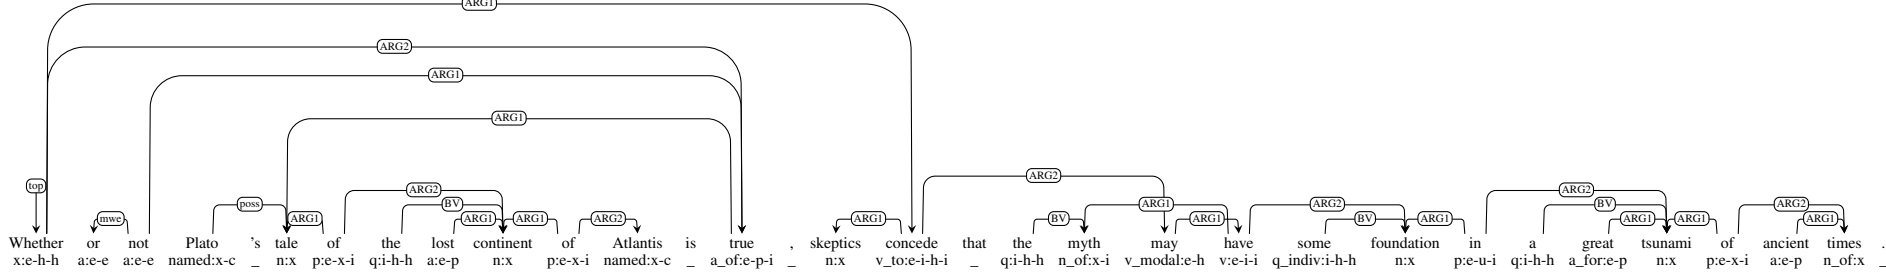 ARG1
ARG2
ARG1
ARG1
ARG2
top ARG2 ARG2
poss BV ARG1 ARG2 BV ARG2
mwe ARG1 ARG1 ARG1 ARG2 ARG1 BV ARG1 BV ARG1 ARG1 ARG1 ARG1
Whether or not Plato 's tale of the lost continent of Atlantis is true , skeptics concede that the myth may have some foundation in a great tsunami of ancient times .
x:e-h-h a:e-e a:e-e named:x-c _ n:x p:e-x-i q:i-h-h a:e-p n:x p:e-x-i named:x-c _ a_of:e-p-i _ n:x v_to:e-i-h-i _ q:i-h-h n_of:x-i v_modal:e-h v:e-i-i q_indiv:i-h-h n:x p:e-u-i q:i-h-h a_for:e-p n:x p:e-x-i a:e-p n_of:x _